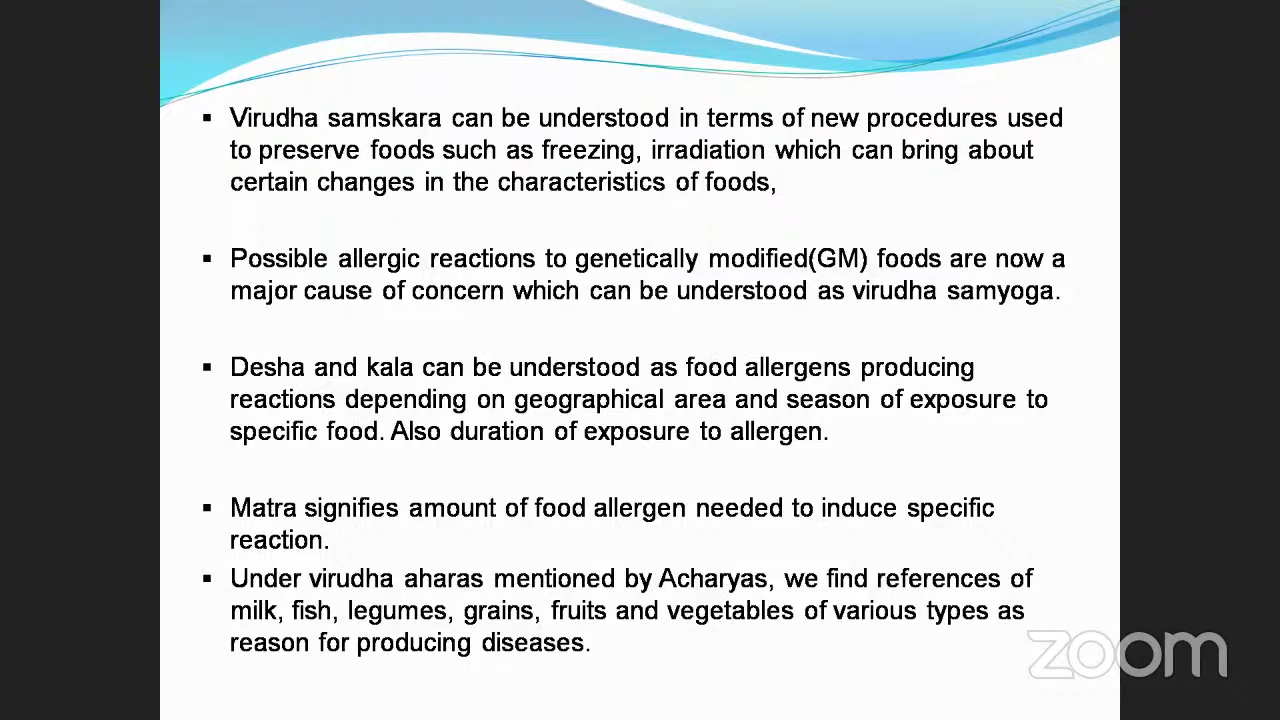 ▪ Virudha samskara can be understood in terms of new procedures used
to preserve foods such as freezing, irradiation which can bring about
certain changes in the characteristics of foods,
▪ Possible allergic reactions to genetically modified(GM) foods are now a
major cause of concern which can be understood as virudha samyoga.
▪ Desha and kala can be understood as food allergens producing
reactions depending on geographical area and season of exposure to
specific food. Also duration of exposure to allergen.
▪ Matra signifies amount of food allergen needed to induce specific
reaction.
▪ Under virudha aharas mentioned by Acharyas, we find references of
milk, fish, legumes, grains, fruits and vegetables of various types as
reason for producing diseases.
zoom